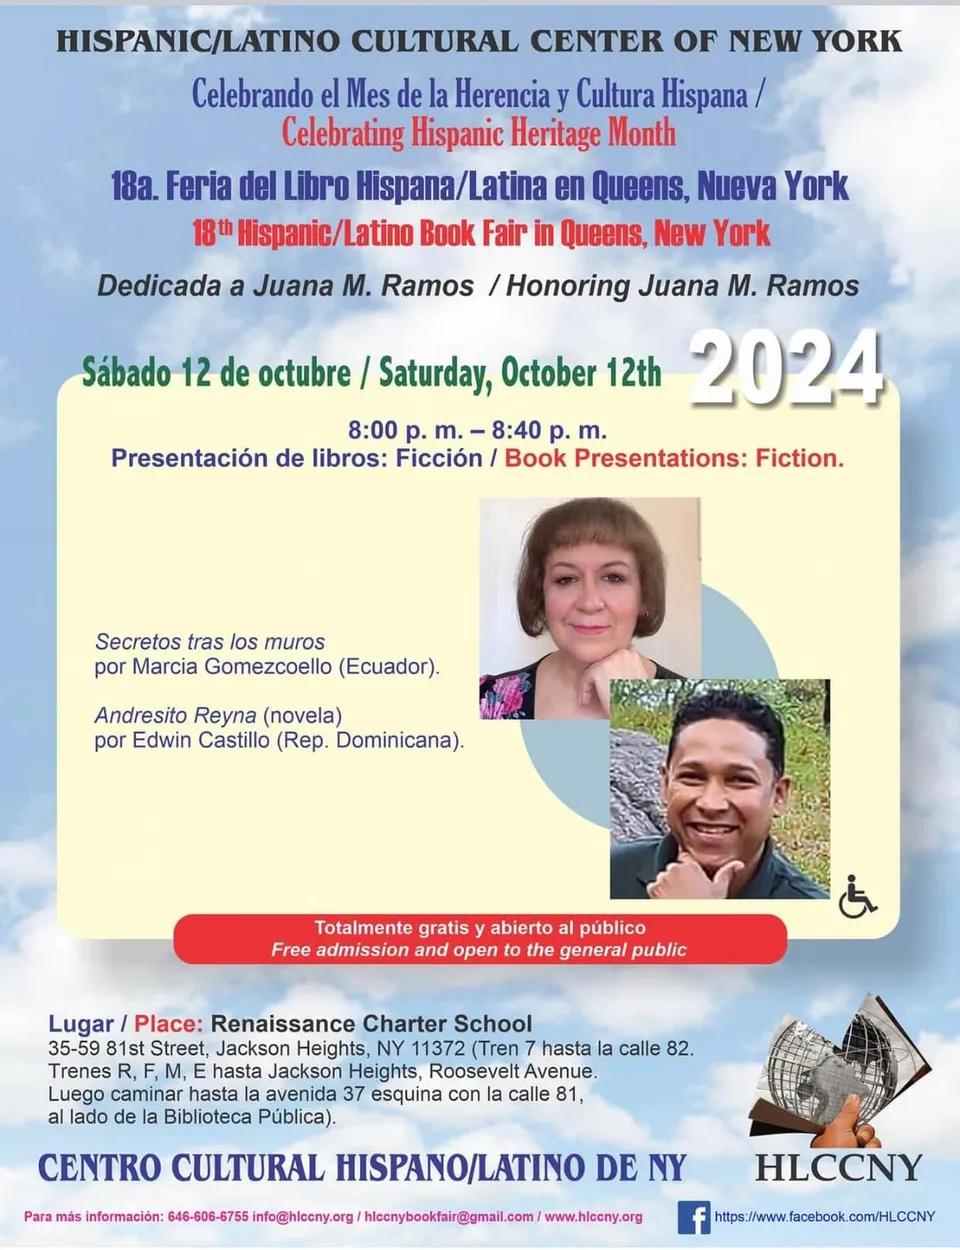 HISPANIC/LATINO CULTURAL CENTER OF NEW YORK
Celebrando el Mes de la Herencia y Cultura Hispana /
Celebrating Hispanic Heritage Month
18a. Feria del Libro Hispana/Latina en Queens, Nueva York
18th Hispanic/Latino Book Fair in Queens, New York
Dedicada a Juana M. Ramos / Honoring Juana M. Ramos
Sábado 12 de octubre / Saturday, October 12th 2024
8:00 p. m. – 8:40 p. m.
Presentación de libros: Ficción / Book Presentations: Fiction.
Secretos tras los muros
por Marcia Gomezcoello (Ecuador).
Andresito Reyna (novela)
por Edwin Castillo (Rep. Dominicana).
Totalmente gratis y abierto al público
Free admission and open to the general public
Lugar / Place: Renaissance Charter School
35-59 81st Street, Jackson Heights, NY 11372 (Tren 7 hasta la calle 82.
Trenes R, F, M, E hasta Jackson Heights, Roosevelt Avenue.
Luego caminar hasta la avenida 37 esquina con la calle 81,
al lado de la Biblioteca Pública).
CENTRO CULTURAL HISPANO/LATINO DE NY
HLCCNY
Para más información: 646-606-6755 info@hlccny.org / hlccnybookfair@gmail.com / www.hlccny.org
https://www.facebook.com/HLCCNY